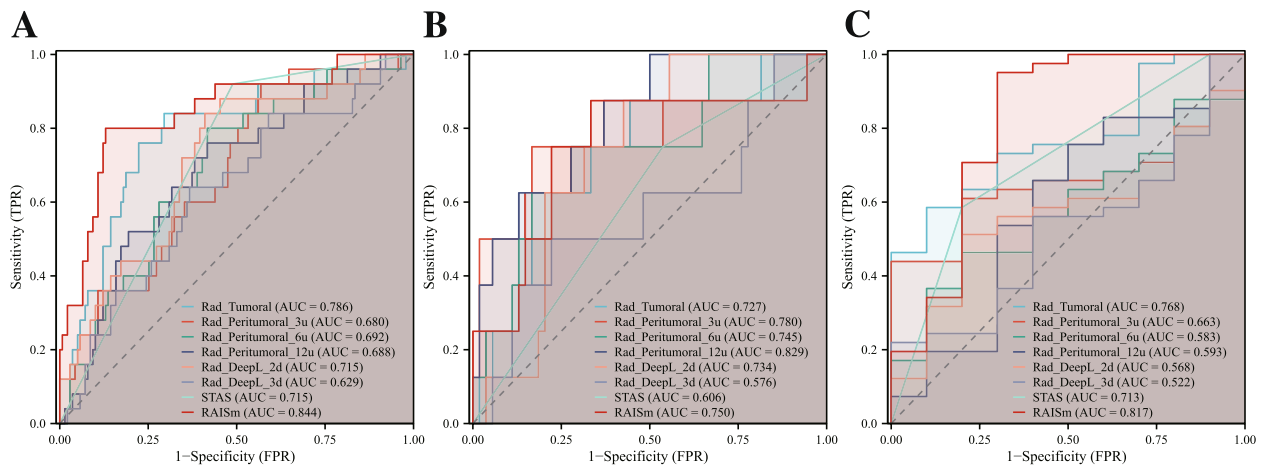 A
1.0
0.8
0.6
0.4
0.2
0.0
Sensitivity (TPR)
Rad_Tumoral (AUC = 0.786)
Rad_Peritumoral_3u (AUC = 0.680)
Rad_Peritumoral_6u (AUC = 0.692)
Rad_Peritumoral_12u (AUC = 0.688)
Rad_DeepL_2d (AUC = 0.715)
Rad_DeepL_3d (AUC = 0.629)
STAS (AUC = 0.715)
RAISm (AUC = 0.844)
0.00 0.25 0.50 0.75 1.00
1−Specificity (FPR)
B
1.0
0.8
0.6
0.4
0.2
0.0
Sensitivity (TPR)
Rad_Tumoral (AUC = 0.727)
Rad_Peritumoral_3u (AUC = 0.780)
Rad_Peritumoral_6u (AUC = 0.745)
Rad_Peritumoral_12u (AUC = 0.829)
Rad_DeepL_2d (AUC = 0.734)
Rad_DeepL_3d (AUC = 0.576)
STAS (AUC = 0.606)
RAISm (AUC = 0.750)
0.00 0.25 0.50 0.75 1.00
1−Specificity (FPR)
C
1.0
0.8
0.6
0.4
0.2
0.0
Sensitivity (TPR)
Rad_Tumoral (AUC = 0.768)
Rad_Peritumoral_3u (AUC = 0.663)
Rad_Peritumoral_6u (AUC = 0.583)
Rad_Peritumoral_12u (AUC = 0.593)
Rad_DeepL_2d (AUC = 0.568)
Rad_DeepL_3d (AUC = 0.522)
STAS (AUC = 0.713)
RAISm (AUC = 0.817)
0.00 0.25 0.50 0.75 1.00
1−Specificity (FPR)